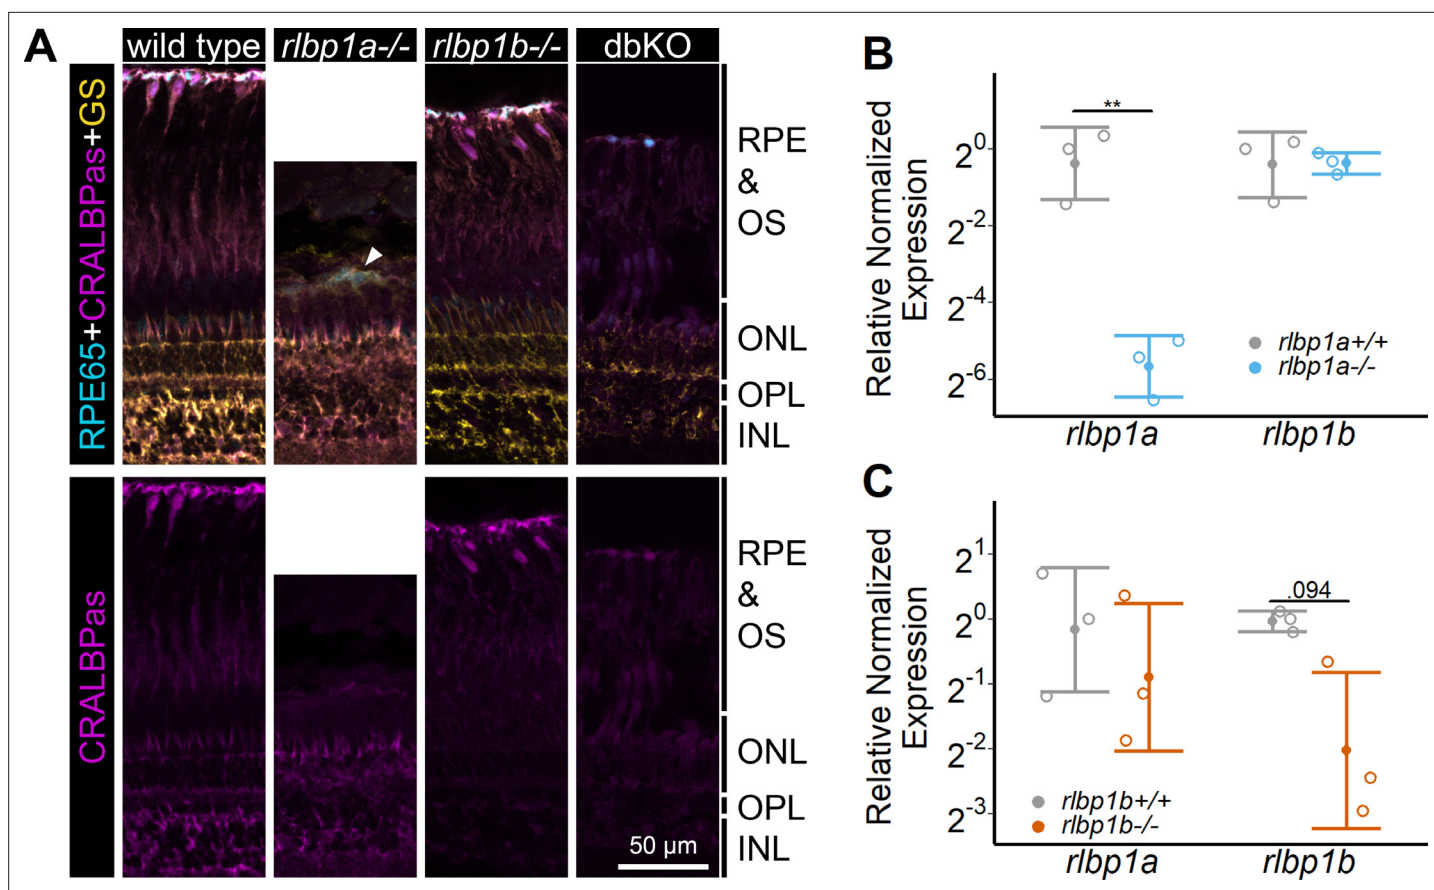 A
wild type
rlbp1a-/-
rlbp1b-/-
dbKO
RPE65+CRALBPas+GS
RPE
&
OS
ONL
OPL
INL
CRALBPas
RPE
&
OS
ONL
OPL
INL
50 µm
B
Relative Normalized
Expression
2^0
2^-2
2^-4
2^-6
**
rlbp1a+/+
rlbp1a-/-
rlbp1a
rlbp1b
C
Relative Normalized
Expression
2^1
2^0
2^-1
2^-2
2^-3
.094
rlbp1b+/+
rlbp1b-/-
rlbp1a
rlbp1b